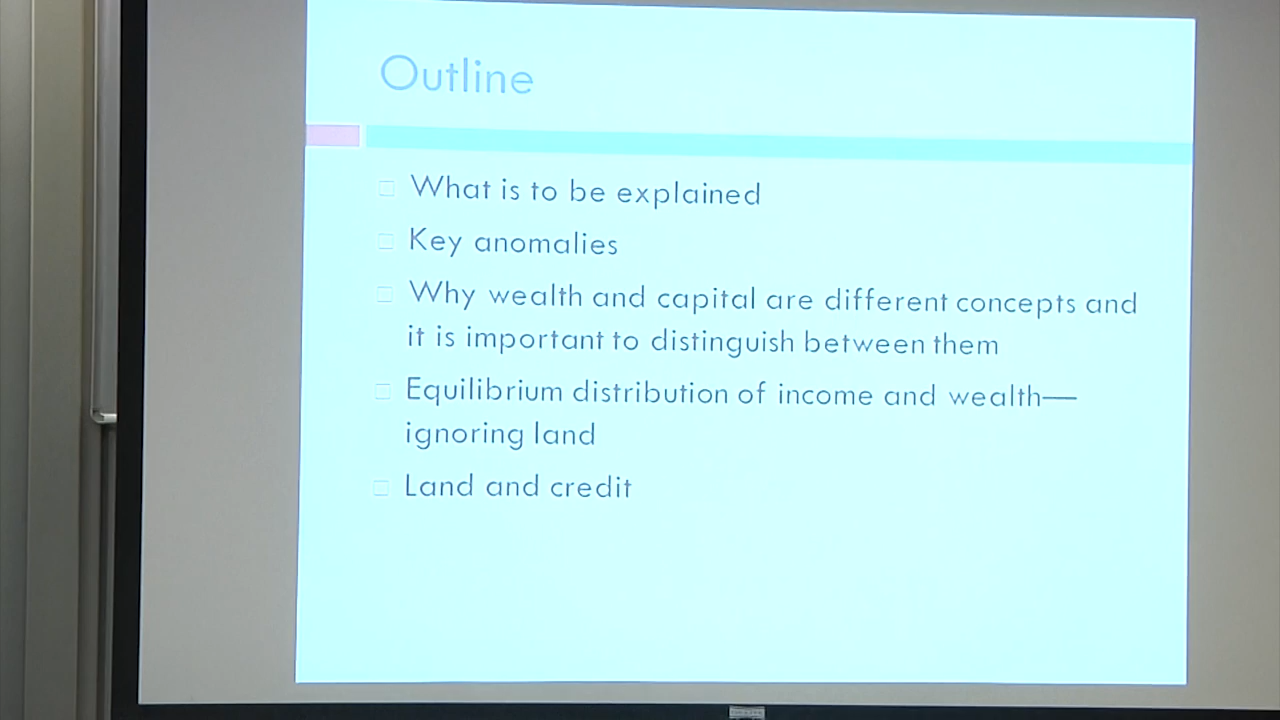 Outline
What is to be explained
Key anomalies
Why wealth and capital are different concepts and
it is important to distinguish between them
Equilibrium distribution of income and wealth—
ignoring land
Land and credit